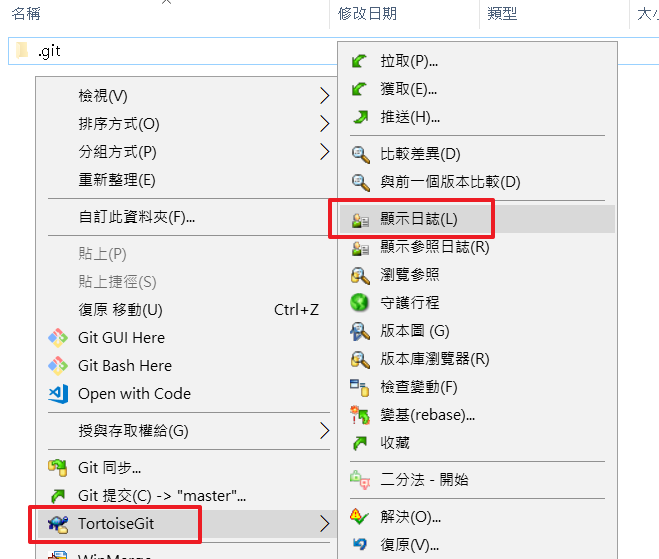 名稱
修改日期
類型
大小
.git
檢視(V)
排序方式(O)
分組方式(P)
重新整理(E)
自訂此資料夾(F)...
貼上(P)
貼上捷徑(S)
復原 移動(U) Ctrl+Z
Git GUI Here
Git Bash Here
Open with Code
授與存取權給(G)
Git 同步...
Git 提交(C) -> "master"...
TortoiseGit
WinMerge
拉取(P)...
獲取(E)...
推送(H)...
比較差異(D)
與前一個版本比較(D)
顯示日誌(L)
顯示參照日誌(R)
瀏覽參照
守護行程
版本圖 (G)
版本庫瀏覽器(R)
檢查變動(F)
變基(rebase)...
收藏
二分法 - 開始
解決(O)...
復原(V)...